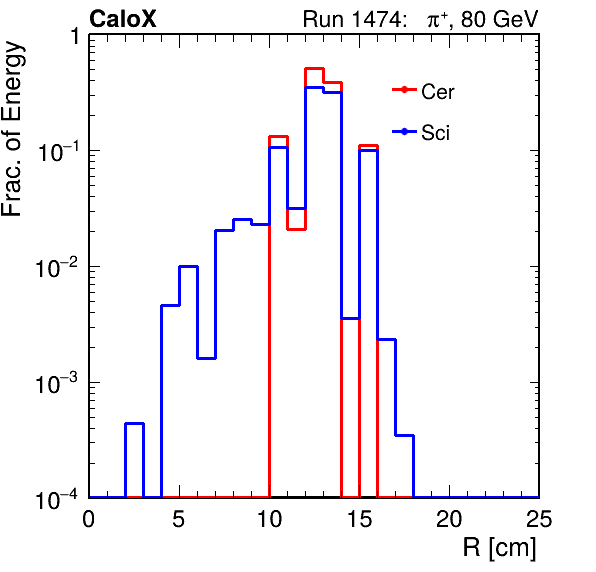 CaloX Run 1474: π⁺, 80 GeV
Frac. of Energy
1
10⁻¹
10⁻²
10⁻³
10⁻⁴
Cer
Sci
0 5 10 15 20 25
R [cm]